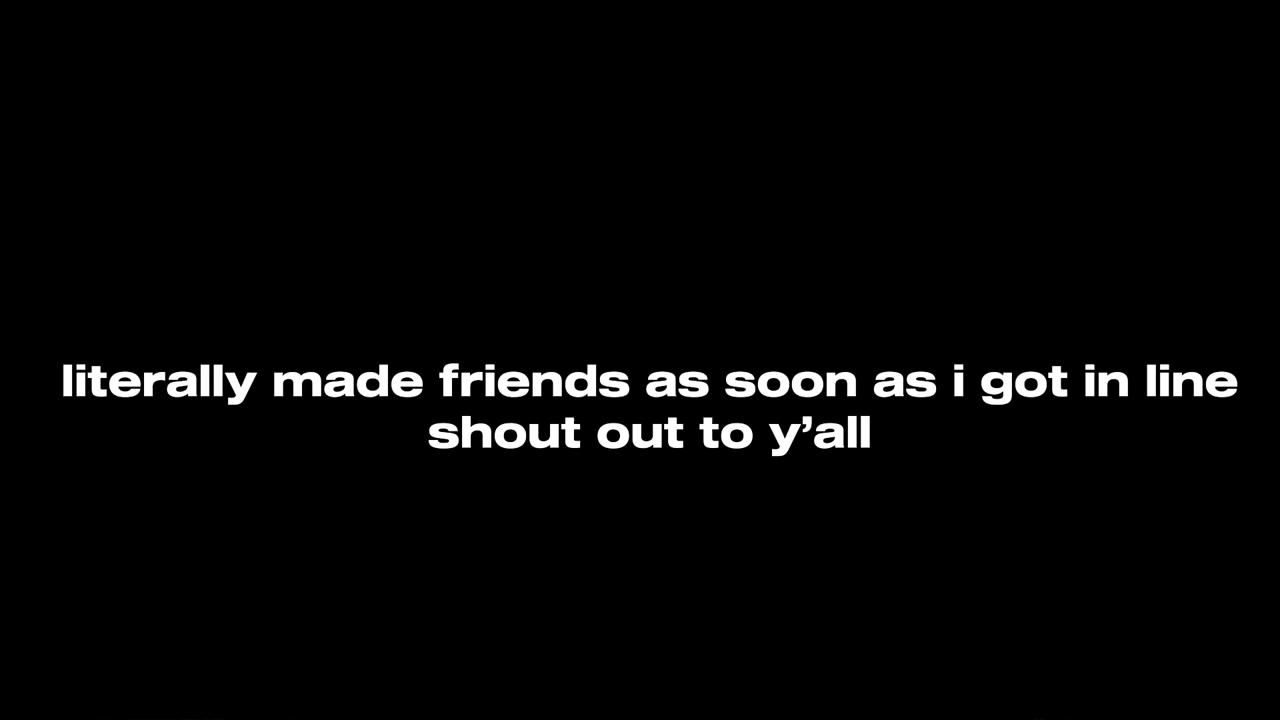 literally made friends as soon as i got in line
shout out to y’all